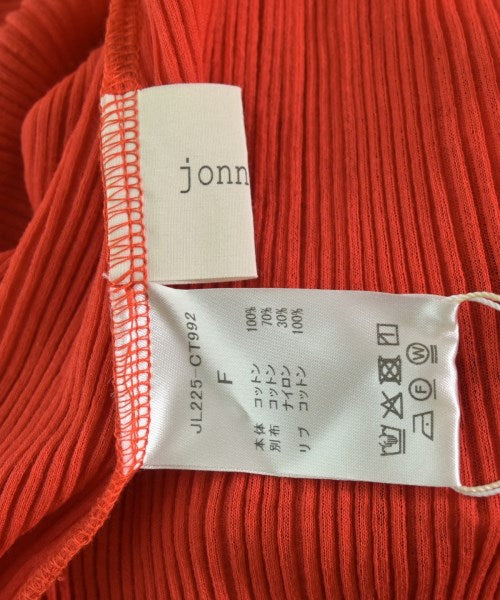 jonn
JL225-CT992
F
本体 コットン 100%
別布 コットン 70%
ナイロン 30%
リブ コットン 100%